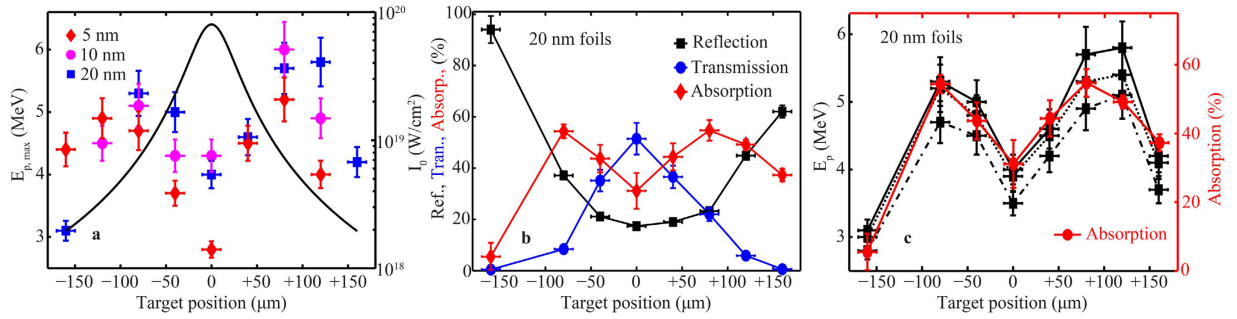 5 nm
10 nm
20 nm
a
E_p, max (MeV)
6
5
4
3
10^20
10^19
10^18
I_0 (W/cm^2)
−150 −100 −50 0 +50 +100 +150
Target position (μm)
20 nm foils
Reflection
Transmission
Absorption
b
Ref., Tran., Absorp., (%)
100
80
60
40
20
0
−150 −100 −50 0 +50 +100 +150
Target position (μm)
20 nm foils
Absorption
c
E_p (MeV)
6
5
4
3
60
40
20
0
Absorption (%)
−150 −100 −50 0 +50 +100 +150
Target position (μm)